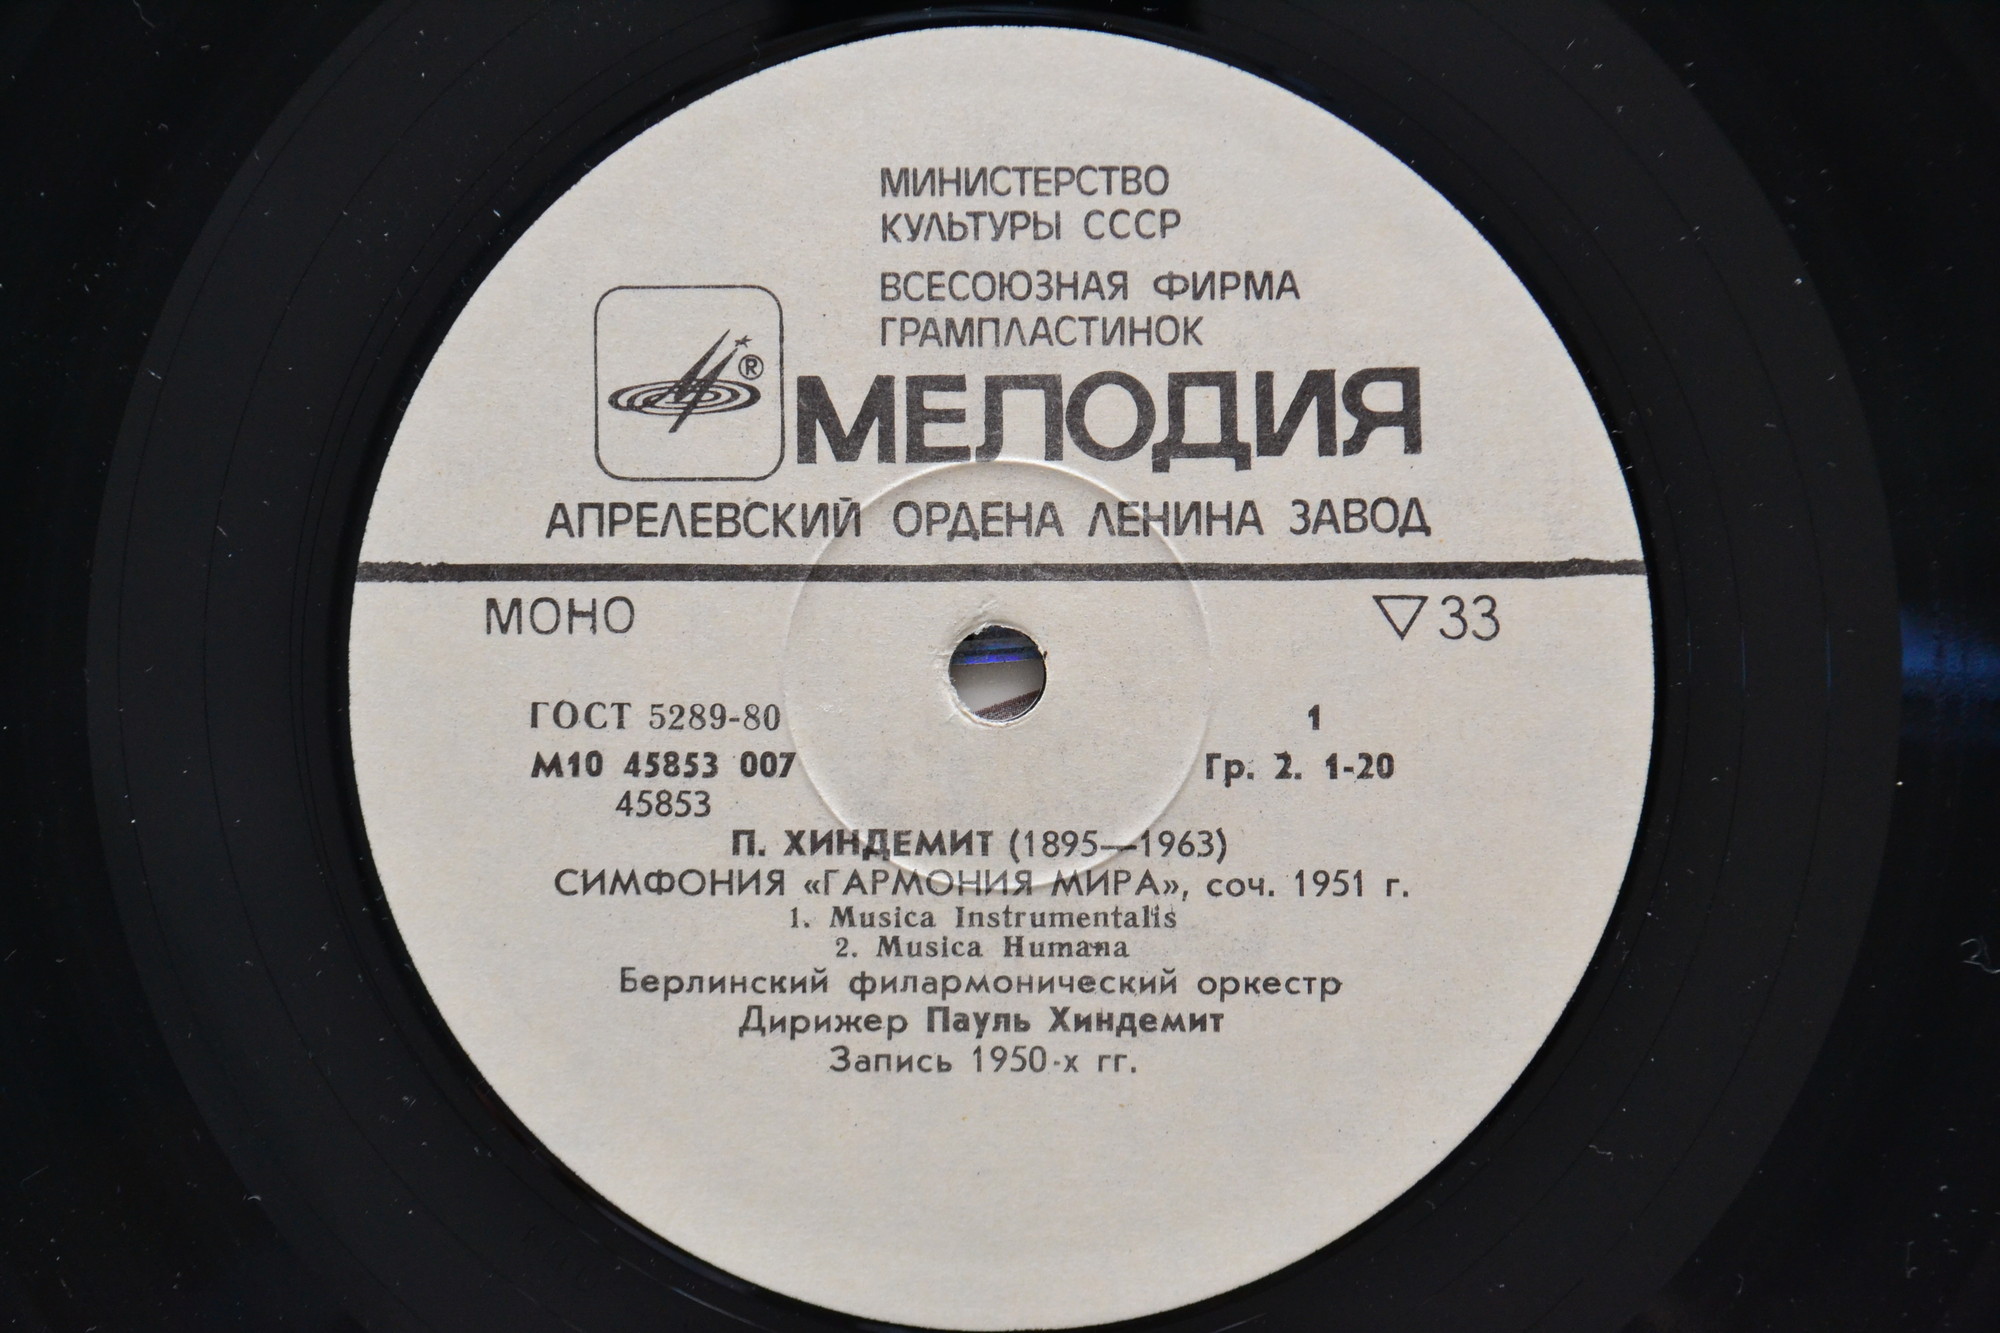 МИНИСТЕРСТВО
КУЛЬТУРЫ СССР
ВСЕСОЮЗНАЯ ФИРМА
ГРАМПЛАСТИНОК
®
МЕЛОДИЯ
АПРЕЛЕВСКИЙ ОРДЕНА ЛЕНИНА ЗАВОД
МОНО ▽33
ГОСТ 5289-80 1
М10 45853 007 Гр. 2. 1-20
45853
П. ХИНДЕМИТ (1895—1963)
СИМФОНИЯ «ГАРМОНИЯ МИРА», соч. 1951 г.
1. Musica Instrumentalis
2. Musica Humana
Берлинский филармонический оркестр
Дирижер Пауль Хиндемит
Запись 1950-х гг.